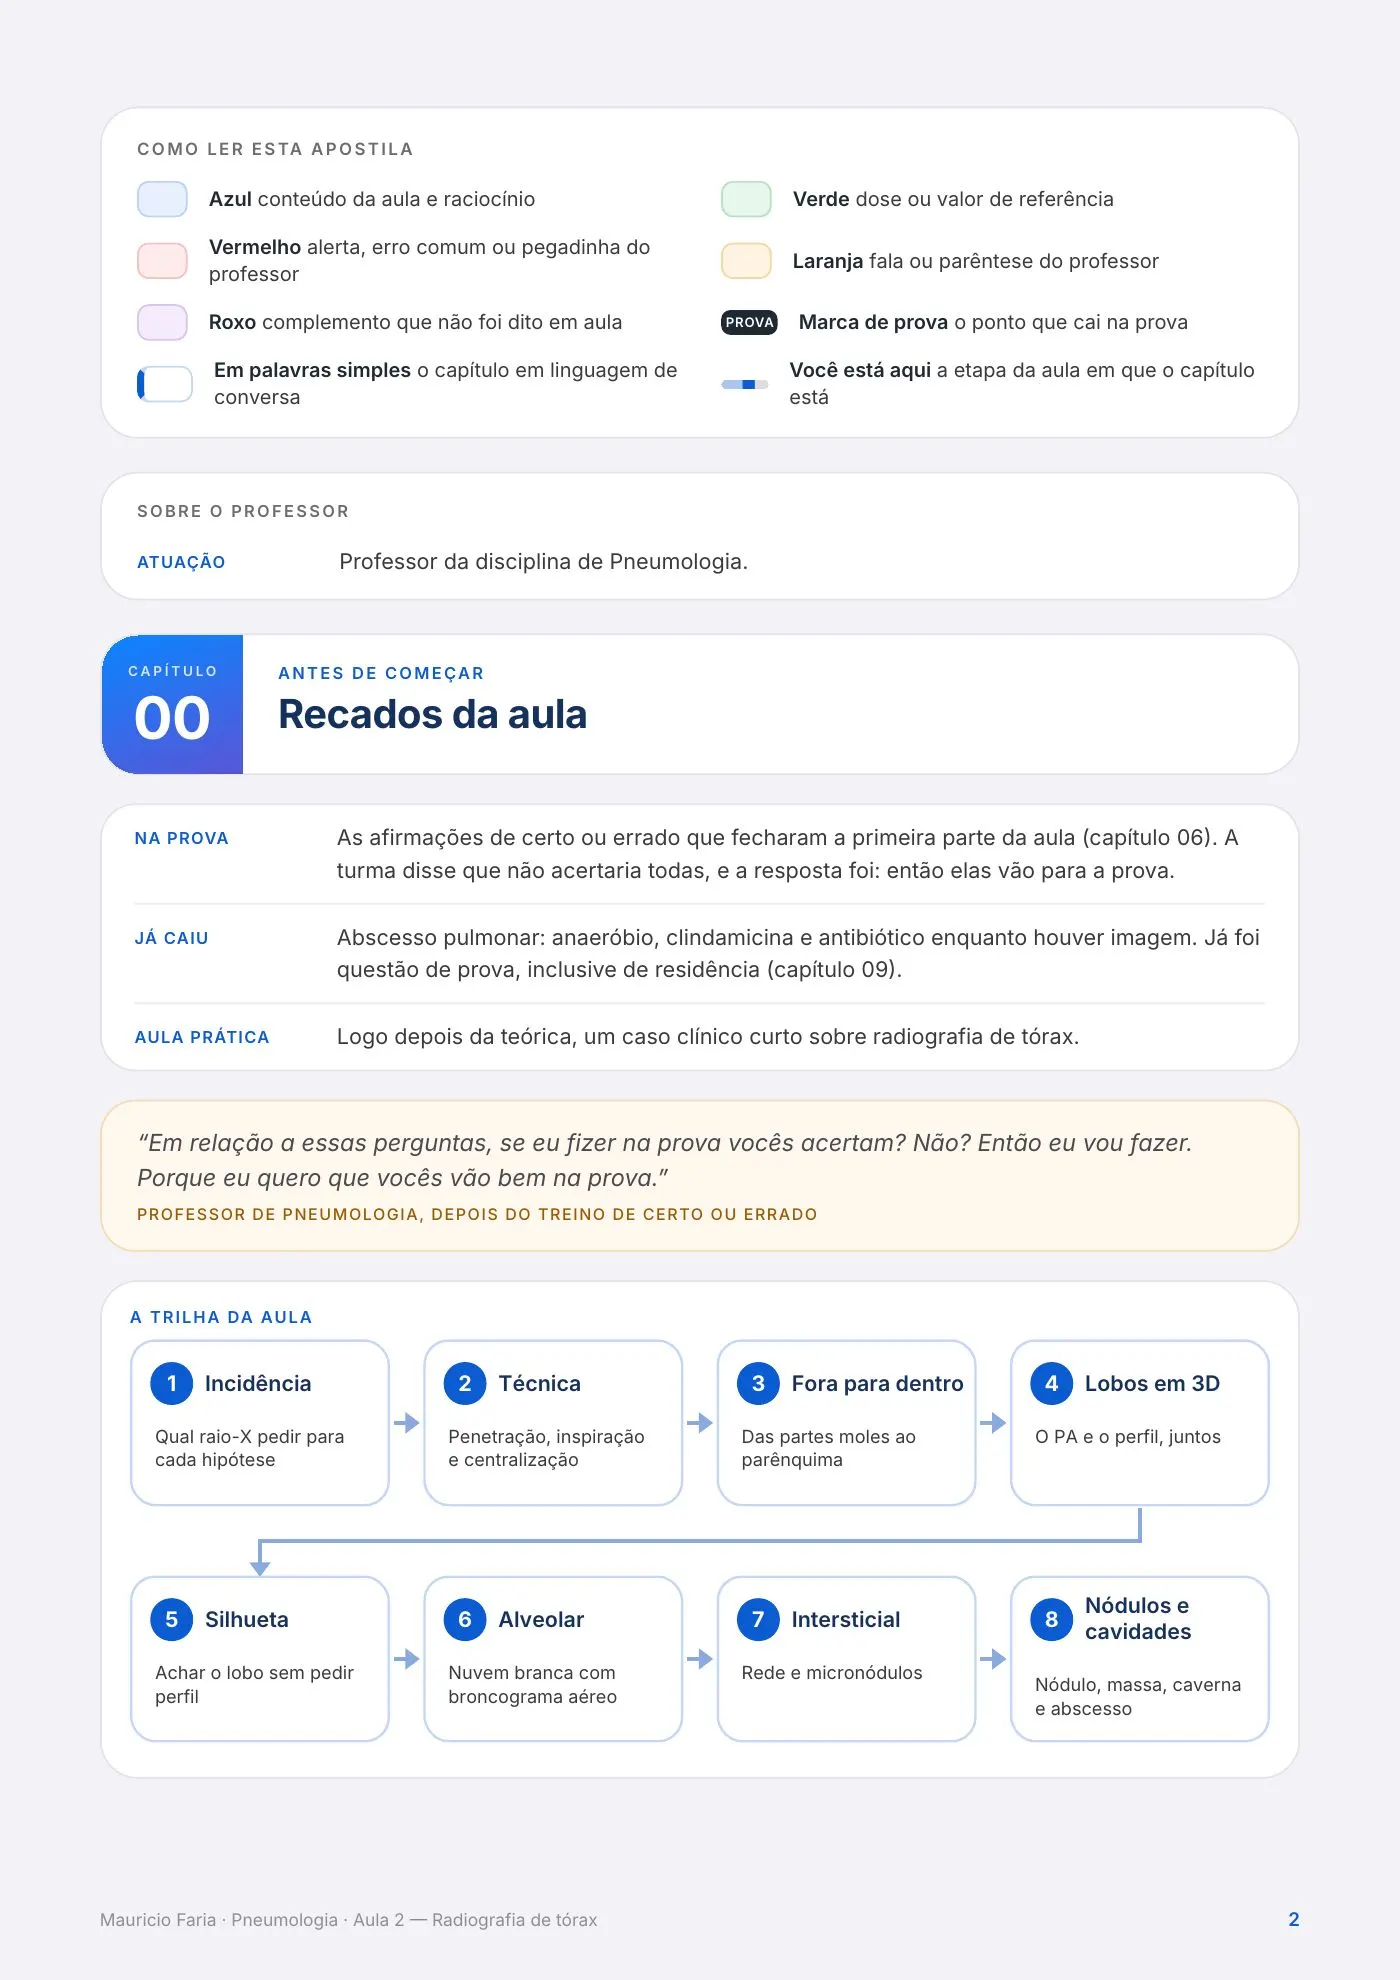 COMO LER ESTA APOSTILA
Azul conteúdo da aula e raciocínio
Verde dose ou valor de referência
Vermelho alerta, erro comum ou pegadinha do
professor
Laranja fala ou parêntese do professor
Roxo complemento que não foi dito em aula
PROVA Marca de prova o ponto que cai na prova
Em palavras simples o capítulo em linguagem de
conversa
Você está aqui a etapa da aula em que o capítulo
está
SOBRE O PROFESSOR
ATUAÇÃO Professor da disciplina de Pneumologia.
CAPÍTULO
00
ANTES DE COMEÇAR
Recados da aula
NA PROVA As afirmações de certo ou errado que fecharam a primeira parte da aula (capítulo 06). A
turma disse que não acertaria todas, e a resposta foi: então elas vão para a prova.
JÁ CAIU Abscesso pulmonar: anaeróbio, clindamicina e antibiótico enquanto houver imagem. Já foi
questão de prova, inclusive de residência (capítulo 09).
AULA PRÁTICA Logo depois da teórica, um caso clínico curto sobre radiografia de tórax.
“Em relação a essas perguntas, se eu fizer na prova vocês acertam? Não? Então eu vou fazer.
Porque eu quero que vocês vão bem na prova.”
PROFESSOR DE PNEUMOLOGIA, DEPOIS DO TREINO DE CERTO OU ERRADO
A TRILHA DA AULA
1 Incidência
Qual raio-X pedir para
cada hipótese
2 Técnica
Penetração, inspiração
e centralização
3 Fora para dentro
Das partes moles ao
parênquima
4 Lobos em 3D
O PA e o perfil, juntos
5 Silhueta
Achar o lobo sem pedir
perfil
6 Alveolar
Nuvem branca com
broncograma aéreo
7 Intersticial
Rede e micronódulos
8 Nódulos e
cavidades
Nódulo, massa, caverna
e abscesso
Mauricio Faria · Pneumologia · Aula 2 — Radiografia de tórax
2